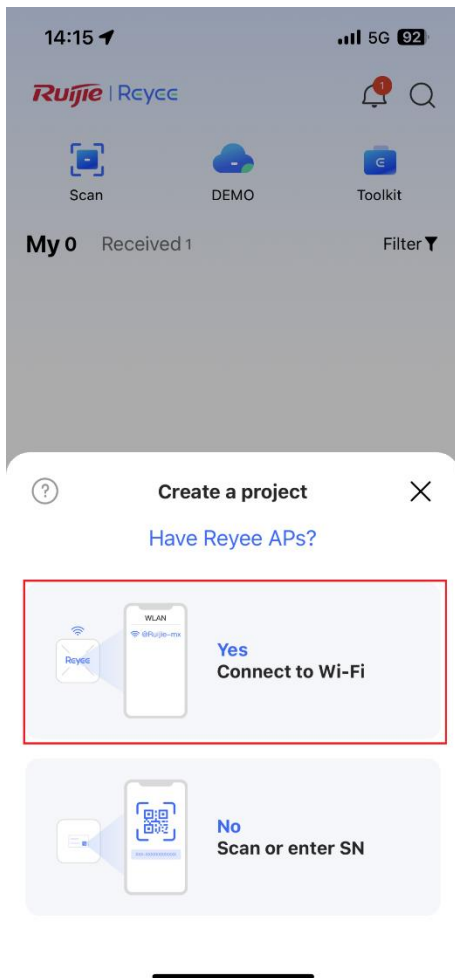 14:15 5G 92
Ruijie | Reyee
1
Scan DEMO Toolkit
My 0 Received 1 Filter
? Create a project
Have Reyee APs?
WLAN
@Ruijie-mx
Reyee
Yes
Connect to Wi-Fi
No
Scan or enter SN